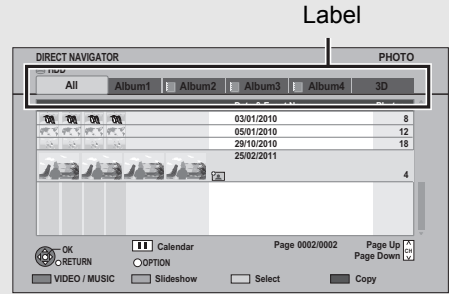 Label
DIRECT NAVIGATOR PHOTO
HDD
All Album1 Album2 Album3 Album4 3D
03/01/2010 8
05/01/2010 12
29/10/2010 18
25/02/2011
4
OK Calendar Page 0002/0002 Page Up
RETURN OPTION Page Down CH
VIDEO / MUSIC Slideshow Select Copy